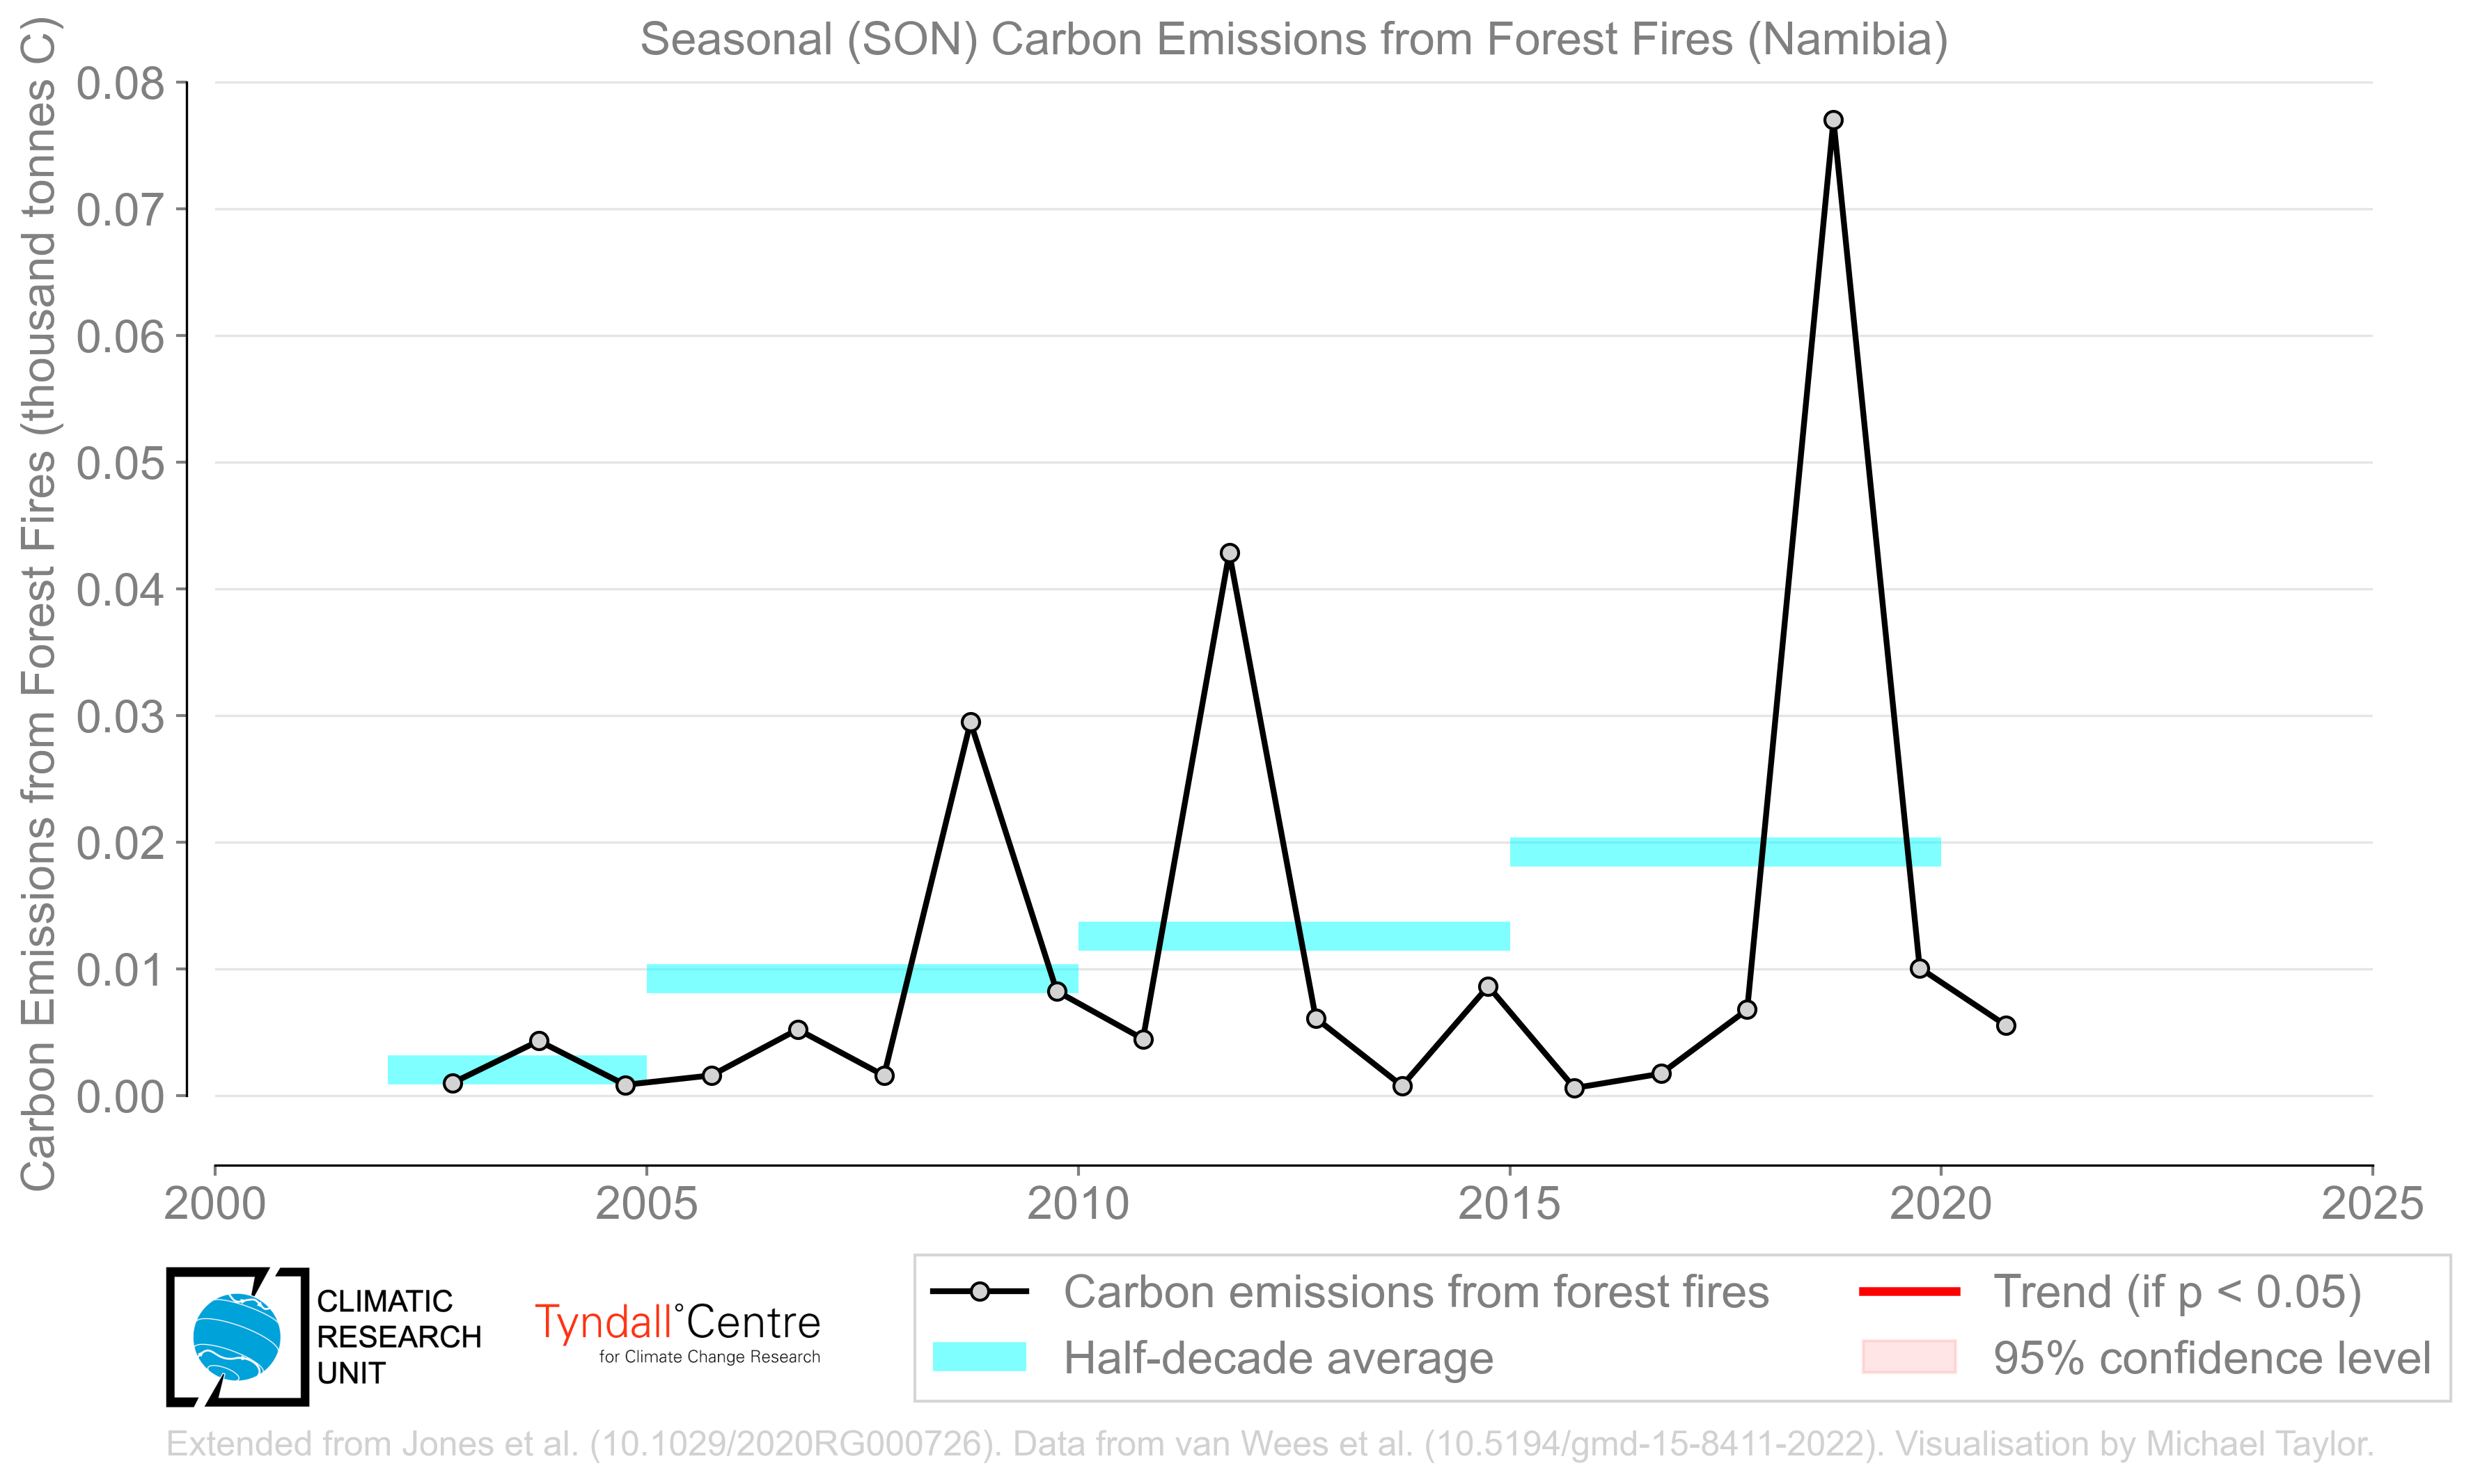 Seasonal (SON) Carbon Emissions from Forest Fires (Namibia)
Carbon Emissions from Forest Fires (thousand tonnes C)
0.08
0.07
0.06
0.05
0.04
0.03
0.02
0.01
0.00
2000
2005
2010
2015
2020
2025
CLIMATIC
RESEARCH
UNIT
Tyndall°Centre
for Climate Change Research
Carbon emissions from forest fires
Half-decade average
Trend (if p < 0.05)
95% confidence level
Extended from Jones et al. (10.1029/2020RG000726). Data from van Wees et al. (10.5194/gmd-15-8411-2022). Visualisation by Michael Taylor.